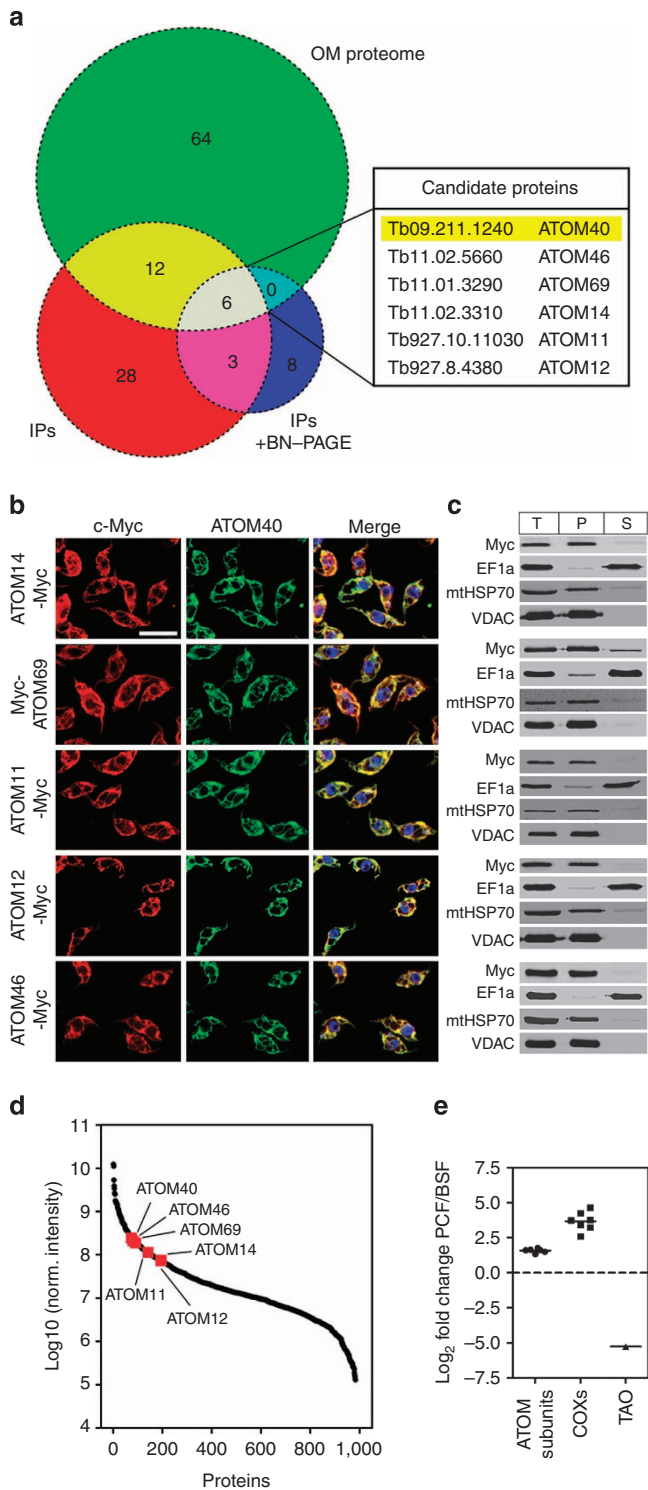 a
OM proteome
64
12
6
0
28
3
8
IPs
IPs
+BN–PAGE
Candidate proteins
Tb09.211.1240 ATOM40
Tb11.02.5660 ATOM46
Tb11.01.3290 ATOM69
Tb11.02.3310 ATOM14
Tb927.10.11030 ATOM11
Tb927.8.4380 ATOM12
b
c-Myc ATOM40 Merge
ATOM14
-Myc
Myc-
ATOM69
ATOM11
-Myc
ATOM12
-Myc
ATOM46
-Myc
c
T P S
Myc
EF1a
mtHSP70
VDAC
Myc
EF1a
mtHSP70
VDAC
Myc
EF1a
mtHSP70
VDAC
Myc
EF1a
mtHSP70
VDAC
Myc
EF1a
mtHSP70
VDAC
d
Log10 (norm. intensity)
11
10
9
8
7
6
5
4
ATOM40
ATOM46
ATOM69
ATOM14
ATOM11
ATOM12
0 200 400 600 800 1,000
Proteins
e
Log2 fold change PCF/BSF
7.5
5.0
2.5
0.0
–2.5
–5.0
–7.5
ATOM
subunits
COXs
TAO